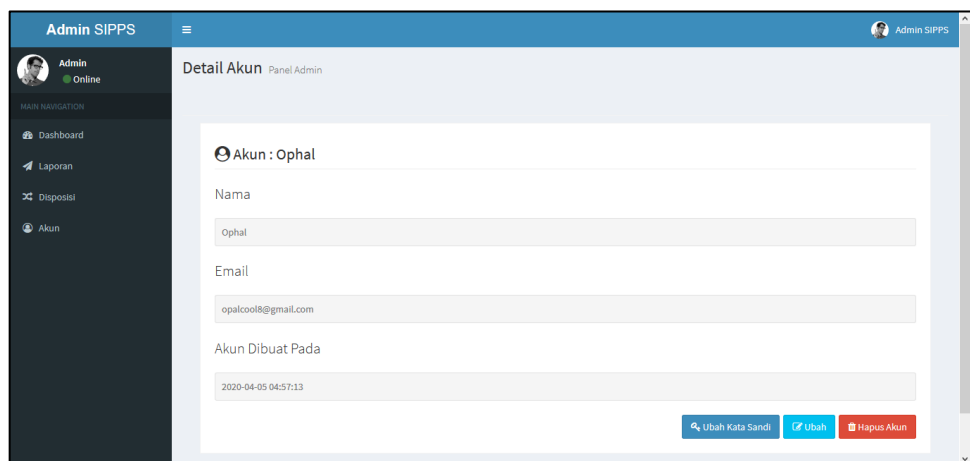 Admin SIPPS
Admin SIPPS
Admin
Online
Detail Akun Panel Admin
MAIN NAVIGATION
Dashboard
Laporan
Disposisi
Akun
Akun : Ophal
Nama
Ophal
Email
opalcool8@gmail.com
Akun Dibuat Pada
2020-04-05 04:57:13
Ubah Kata Sandi
Ubah
Hapus Akun